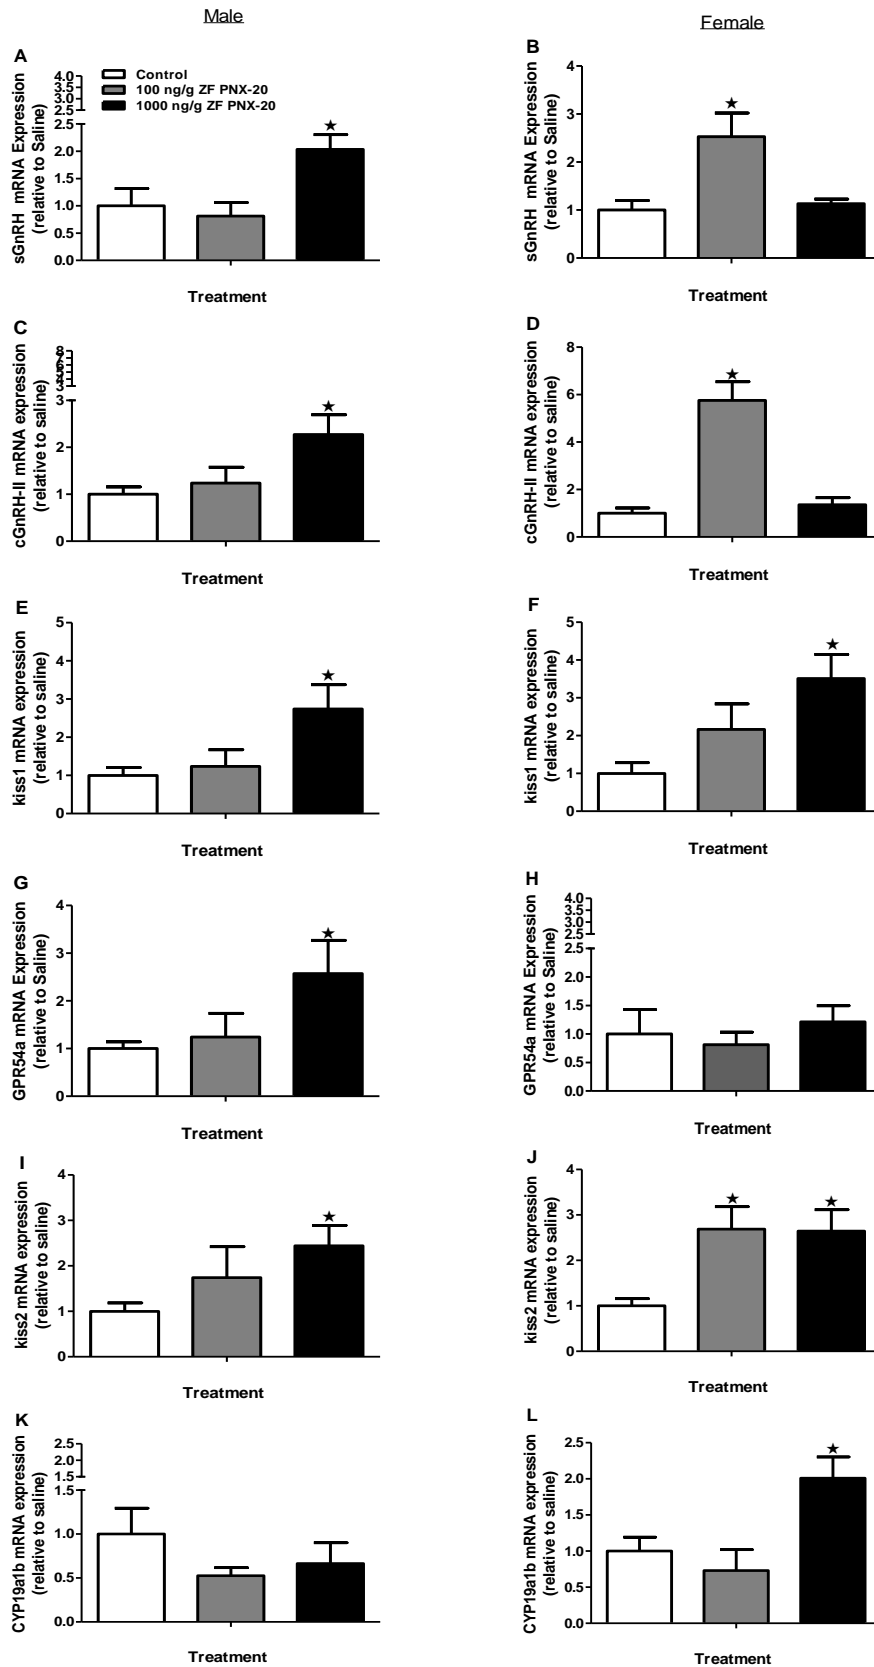 Male
Female
A
Control
100 ng/g ZF PNX-20
1000 ng/g ZF PNX-20
sGnRH mRNA Expression
(relative to Saline)
4.0
3.5
3.0
2.5
2.0
1.5
1.0
0.5
0.0
★
Treatment
B
sGnRH mRNA Expression
(relative to Saline)
4
3
2
1
0
★
Treatment
C
cGnRH-II mRNA expression
(relative to saline)
8
7
6
5
4
3
3
2
1
0
★
Treatment
D
cGnRH-II mRNA expression
(relative to saline)
8
6
4
2
0
★
Treatment
E
kiss1 mRNA expression
(relative to saline)
5
4
3
2
1
0
★
Treatment
F
kiss1 mRNA expression
(relative to saline)
5
4
3
2
1
0
★
Treatment
G
GPR54a mRNA Expression
(relative to Saline)
4
3
2
1
0
★
Treatment
H
GPR54a mRNA Expression
(relative to Saline)
4.0
3.5
3.0
2.5
2.0
1.5
1.0
0.5
0.0
Treatment
I
kiss2 mRNA expression
(relative to saline)
4
3
2
1
0
★
Treatment
J
kiss2 mRNA expression
(relative to saline)
4
3
2
1
0
★
★
Treatment
K
CYP19a1b mRNA expression
(relative to saline)
2.5
2.0
1.5
1.5
1.0
0.5
0.0
Treatment
L
CYP19a1b mRNA expression
(relative to saline)
2.5
2.0
1.5
1.0
0.5
0.0
★
Treatment